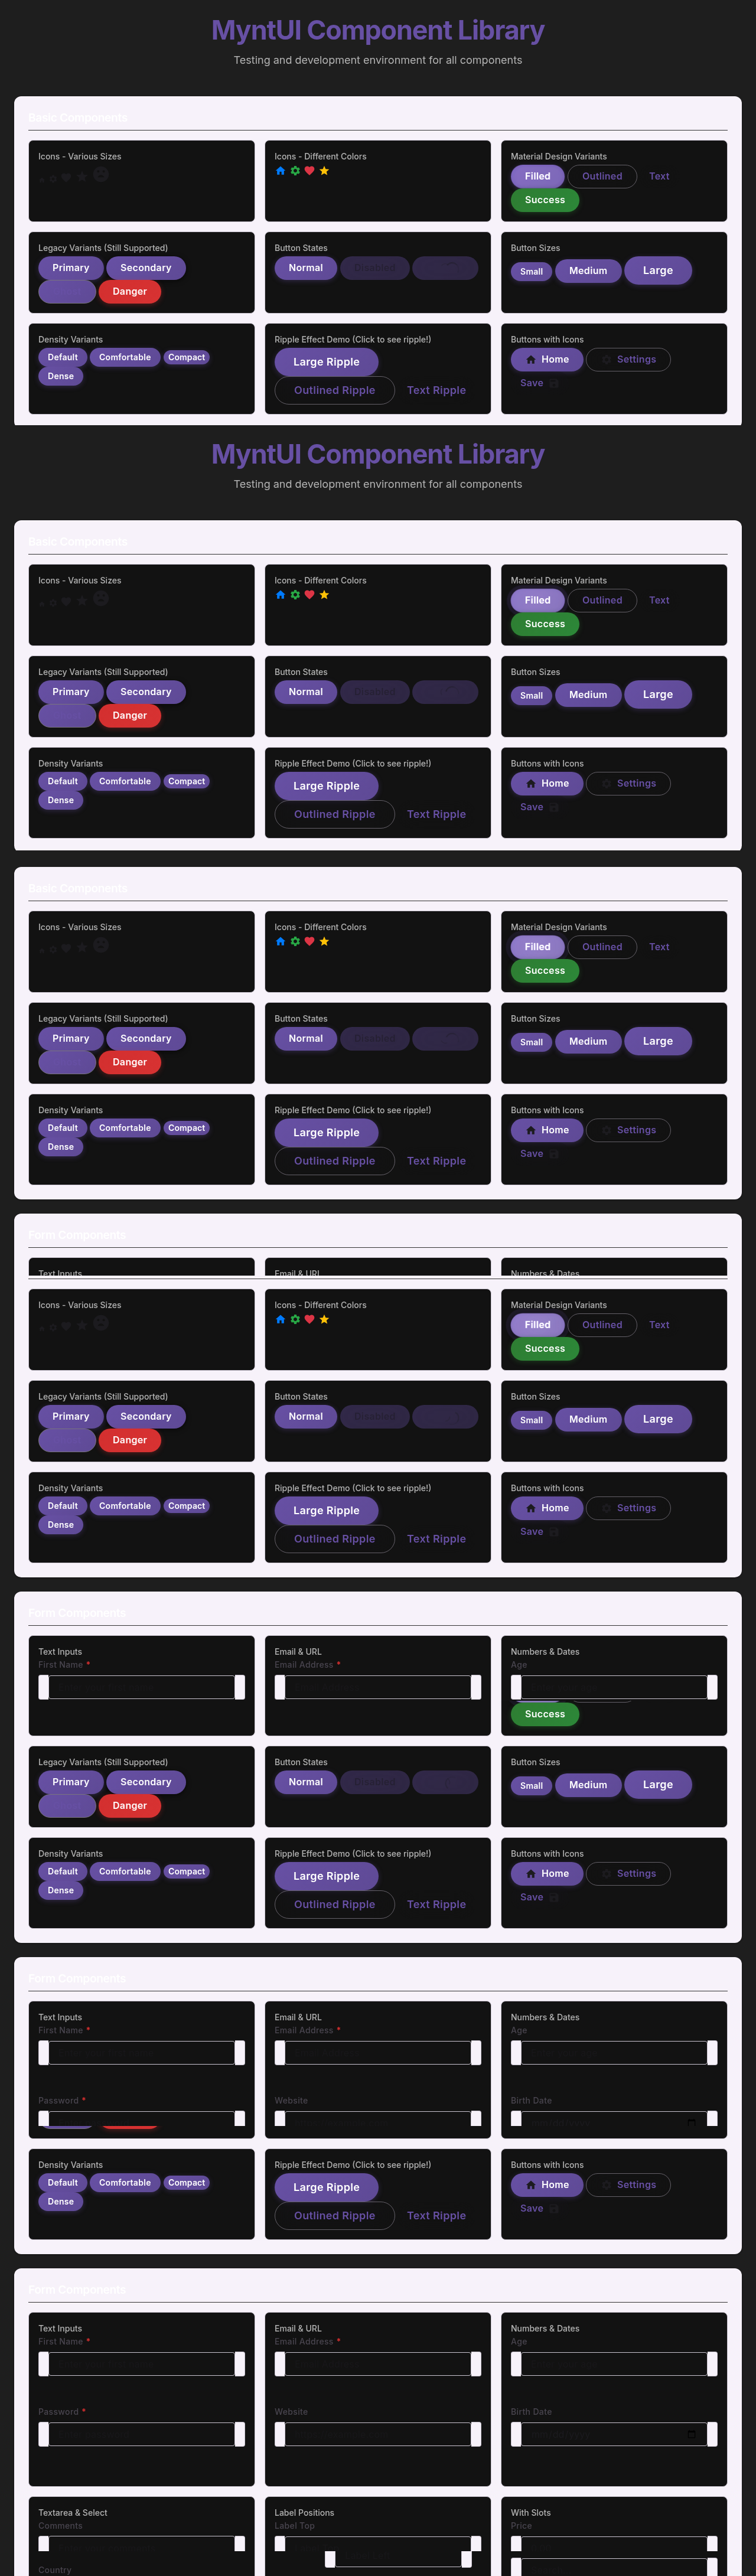 MyntUI Component Library
Testing and development environment for all components
Basic Components
Icons - Various Sizes
Icons - Different Colors
Material Design Variants
Filled Outlined Text
Success
Legacy Variants (Still Supported)
Button States
Button Sizes
Primary Secondary
Normal Disabled
Small Medium Large
Danger
Density Variants
Ripple Effect Demo (Click to see ripple!)
Buttons with Icons
Default Comfortable Compact
Large Ripple
Home Settings
Dense
Outlined Ripple Text Ripple
Save
MyntUI Component Library
Testing and development environment for all components
Basic Components
Icons - Various Sizes
Icons - Different Colors
Material Design Variants
Filled Outlined Text
Success
Legacy Variants (Still Supported)
Button States
Button Sizes
Primary Secondary
Normal Disabled
Small Medium Large
Danger
Density Variants
Ripple Effect Demo (Click to see ripple!)
Buttons with Icons
Default Comfortable Compact
Large Ripple
Home Settings
Dense
Outlined Ripple Text Ripple
Save
Basic Components
Icons - Various Sizes
Icons - Different Colors
Material Design Variants
Filled Outlined Text
Success
Legacy Variants (Still Supported)
Button States
Button Sizes
Primary Secondary
Normal Disabled
Small Medium Large
Danger
Density Variants
Ripple Effect Demo (Click to see ripple!)
Buttons with Icons
Default Comfortable Compact
Large Ripple
Home Settings
Dense
Outlined Ripple Text Ripple
Save
Form Components
Text Inputs
Email & URL
Numbers & Dates
Icons - Various Sizes
Icons - Different Colors
Material Design Variants
Filled Outlined Text
Success
Legacy Variants (Still Supported)
Button States
Button Sizes
Primary Secondary
Normal Disabled
Small Medium Large
Danger
Density Variants
Ripple Effect Demo (Click to see ripple!)
Buttons with Icons
Default Comfortable Compact
Large Ripple
Home Settings
Dense
Outlined Ripple Text Ripple
Save
Form Components
Text Inputs
Email & URL
Numbers & Dates
First Name *
Email Address *
Age
Success
Legacy Variants (Still Supported)
Button States
Button Sizes
Primary Secondary
Normal Disabled
Small Medium Large
Danger
Density Variants
Ripple Effect Demo (Click to see ripple!)
Buttons with Icons
Default Comfortable Compact
Large Ripple
Home Settings
Dense
Outlined Ripple Text Ripple
Save
Form Components
Text Inputs
Email & URL
Numbers & Dates
First Name *
Email Address *
Age
Password *
Website
Birth Date
Density Variants
Ripple Effect Demo (Click to see ripple!)
Buttons with Icons
Default Comfortable Compact
Large Ripple
Home Settings
Dense
Outlined Ripple Text Ripple
Save
Form Components
Text Inputs
Email & URL
Numbers & Dates
First Name *
Email Address *
Age
Password *
Website
Birth Date
Textarea & Select
Label Positions
With Slots
Comments
Label Top
Price
Country